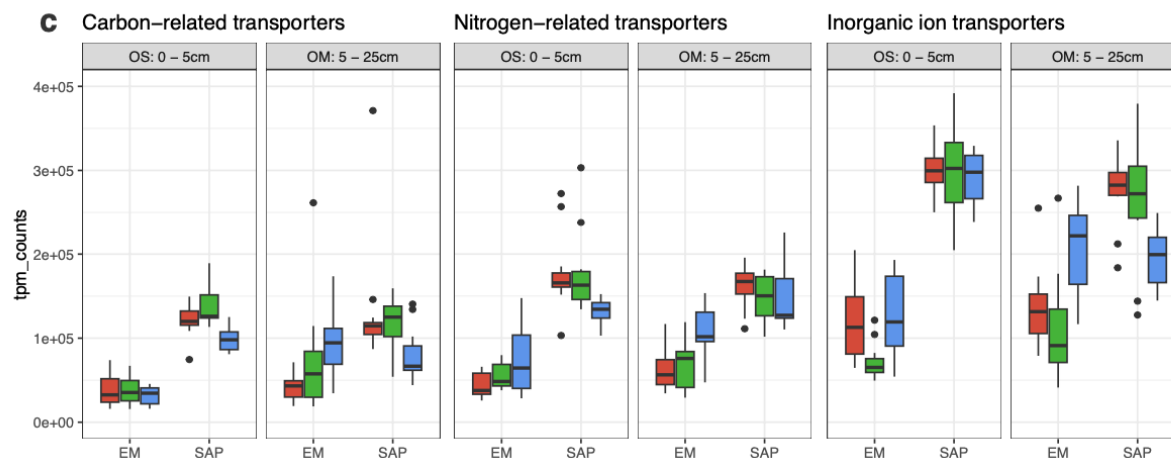 c Carbon-related transporters Nitrogen-related transporters Inorganic ion transporters
OS: 0 – 5cm OM: 5 – 25cm OS: 0 – 5cm OM: 5 – 25cm OS: 0 – 5cm OM: 5 – 25cm
4e+05
3e+05
2e+05
1e+05
0e+00
tpm_counts
EM SAP EM SAP EM SAP EM SAP EM SAP EM SAP